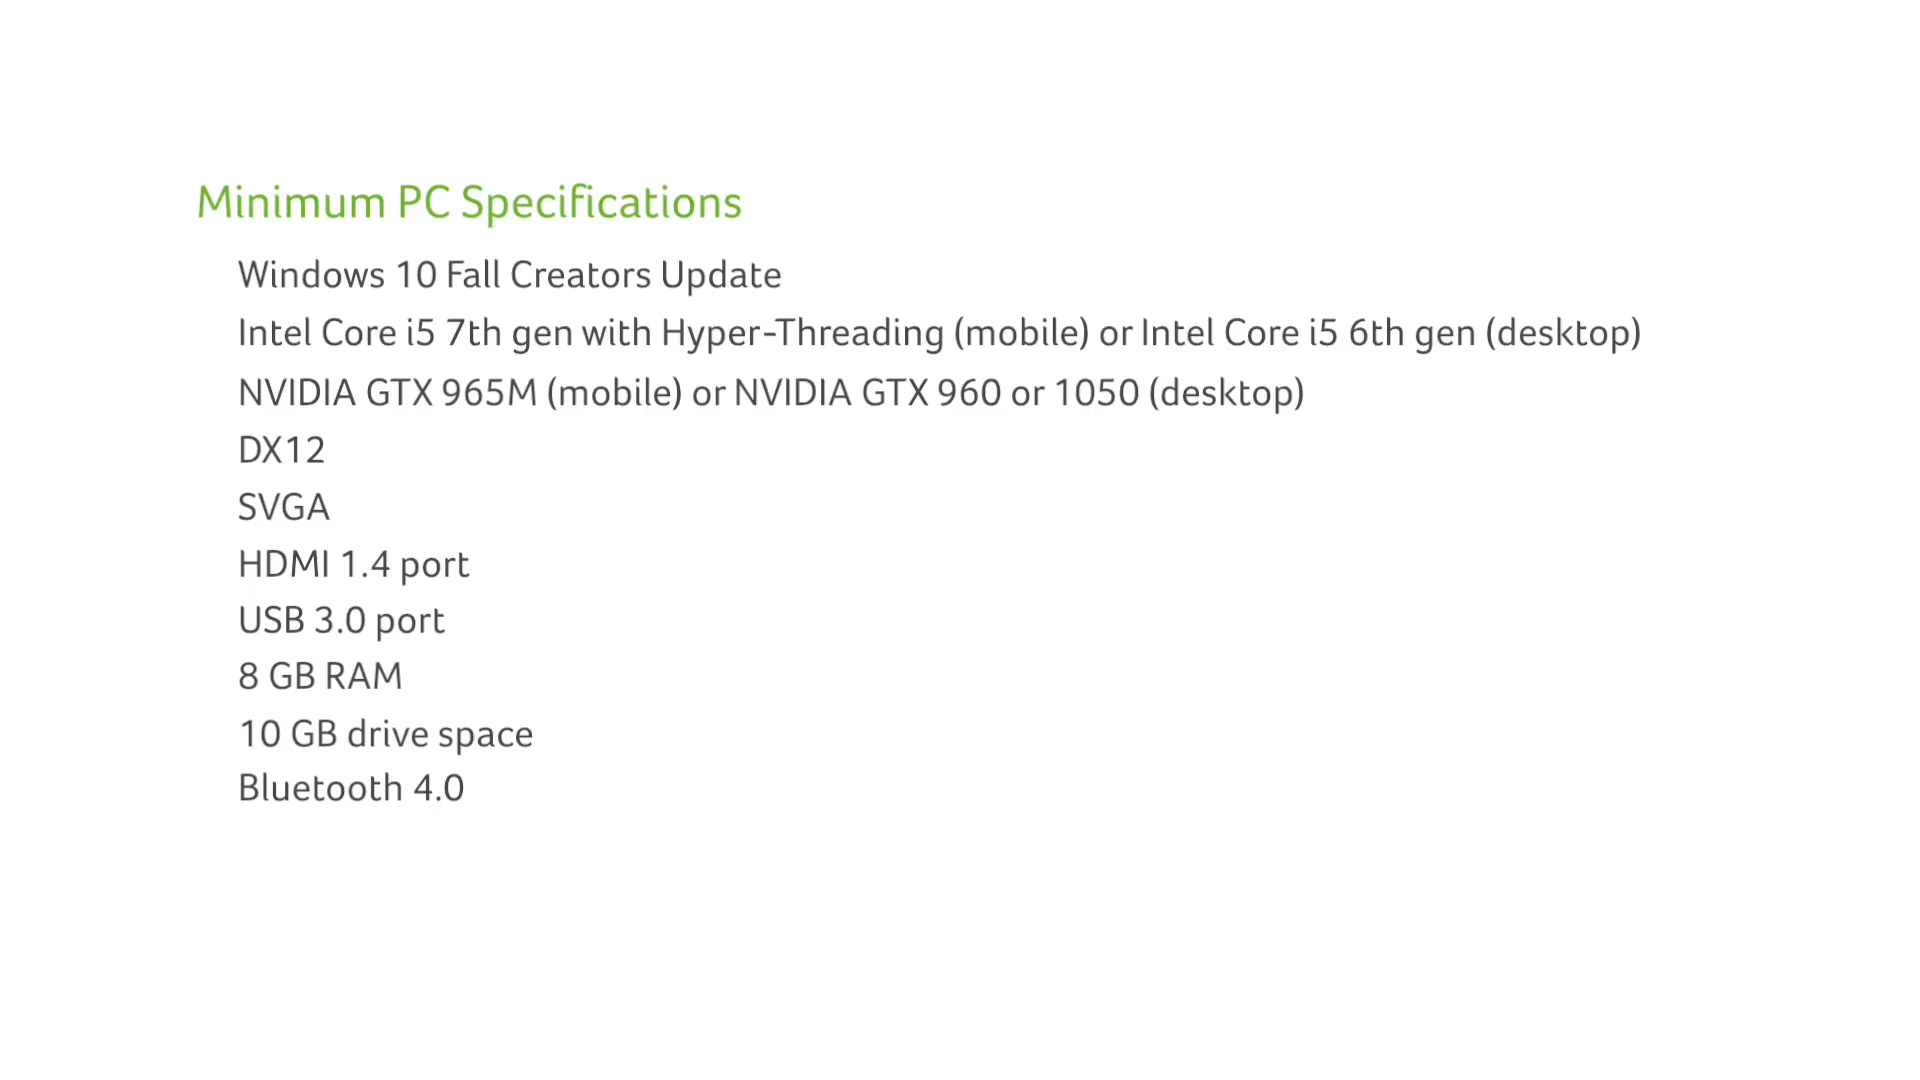 Minimum PC Specifications
Windows 10 Fall Creators Update
Intel Core i5 7th gen with Hyper-Threading (mobile) or Intel Core i5 6th gen (desktop)
NVIDIA GTX 965M (mobile) or NVIDIA GTX 960 or 1050 (desktop)
DX12
SVGA
HDMI 1.4 port
USB 3.0 port
8 GB RAM
10 GB drive space
Bluetooth 4.0